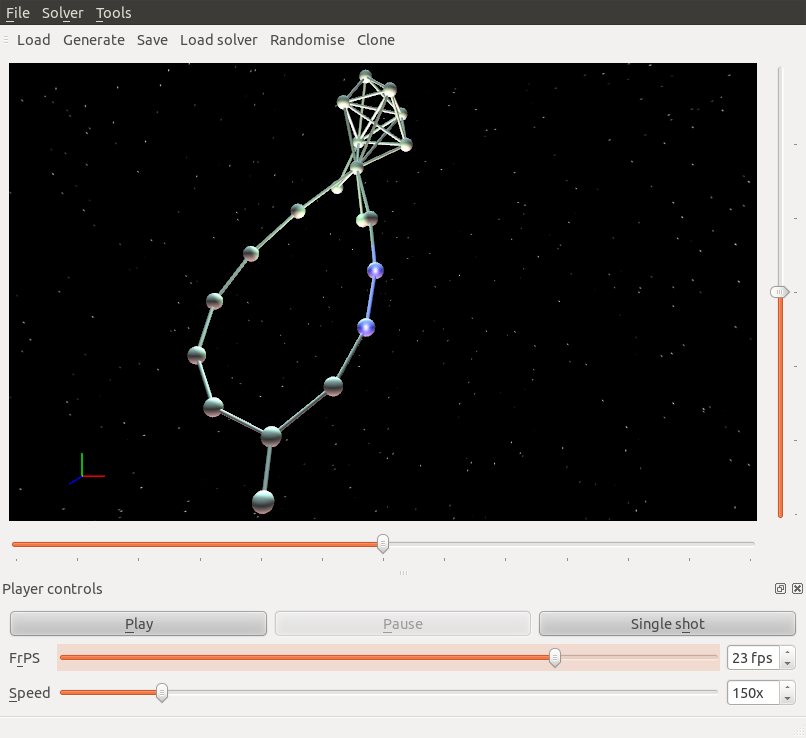 File Solver Tools
Load Generate Save Load solver Randomise Clone
Player controls
Play Pause Single shot
FrPS 23 fps
Speed 150x